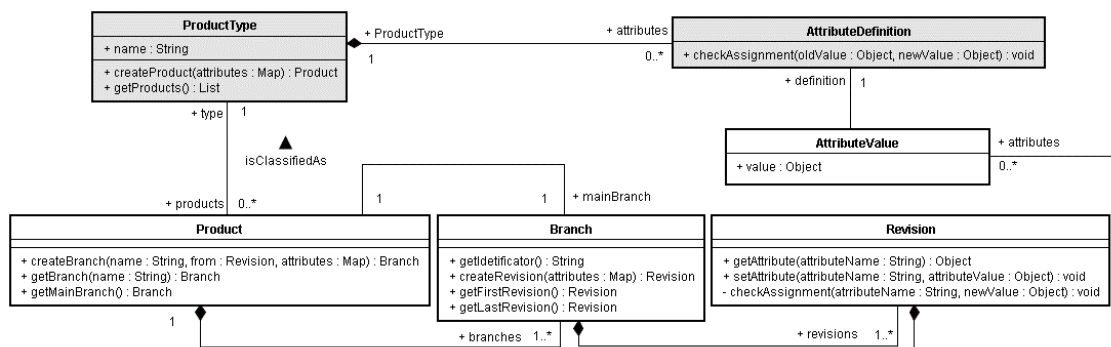 ProductType
+ name : String
+ createProduct(attributes : Map) : Product
+ getProducts() : List
+ ProductType
1
+ attributes
0..*
AttributeDefinition
+ checkAssignment(oldValue : Object, newValue : Object) : void
+ definition
1
+ type
1
isClassifiedAs
AttributeValue
+ value : Object
+ attributes
0..*
+ products
0..*
1
1
+ mainBranch
Product
+ createBranch(name : String, from : Revision, attributes : Map) : Branch
+ getBranch(name : String) : Branch
+ getMainBranch() : Branch
Branch
+ getIdetificator() : String
+ createRevision(attributes : Map) : Revision
+ getFirstRevision() : Revision
+ getLastRevision() : Revision
Revision
+ getAttribute(attributeName : String) : Object
+ setAttribute(attributeName : String, attributeValue : Object) : void
- checkAssignment(atrributeName : String, newValue : Object) : void
1
+ branches
1..*
+ revisions
1..*